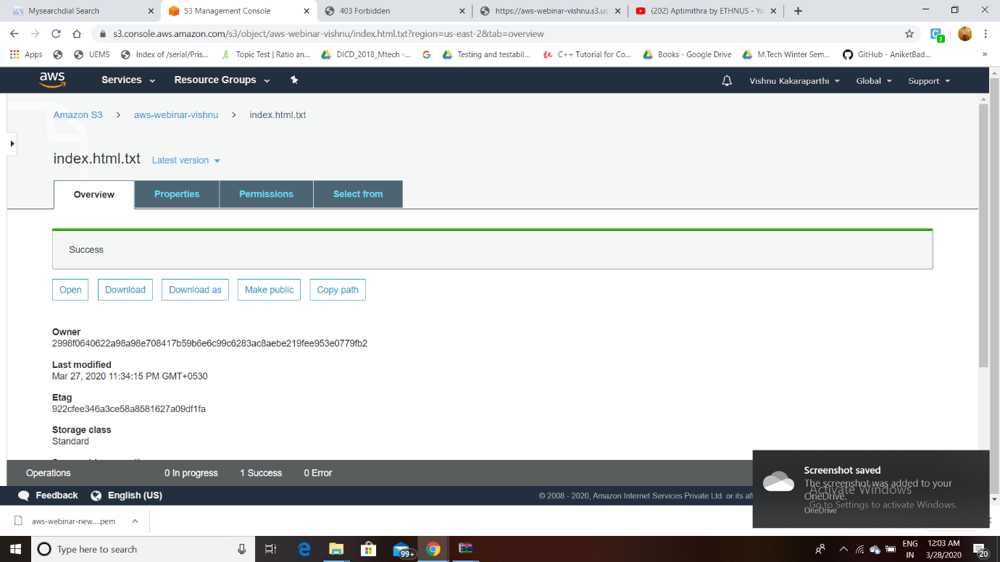 Mysearchdial Search
S3 Management Console
403 Forbidden
https://aws-webinar-vishnu.s3.us
(202) Aptimithra by ETHNUS - Yo
s3.console.aws.amazon.com/s3/object/aws-webinar-vishnu/index.html.txt?region=us-east-2&tab=overview
7
Apps
UEMS
Index of /serial/Pris...
Topic Test | Ratio an...
DICD_2018_Mtech -...
Testing and testabil...
C++ Tutorial for Co...
Books - Google Drive
M.Tech Winter Sem...
GitHub - AniketBad...
»
aws
Services
Resource Groups
Vishnu Kakaraparthi
Global
Support
Amazon S3 > aws-webinar-vishnu > index.html.txt
index.html.txt Latest version
Overview
Properties
Permissions
Select from
Success
Open
Download
Download as
Make public
Copy path
Owner
2998f0640622a98a98e708417b59b6e6c99c6283ac8aebe219fee953e0779fb2
Last modified
Mar 27, 2020 11:34:15 PM GMT+0530
Etag
922cfee346a3ce58a8581627a09df1fa
Storage class
Standard
Operations
0 In progress
1 Success
0 Error
Feedback
English (US)
© 2008 - 2020, Amazon Internet Services Private Ltd. or its aff
Screenshot saved
The screenshot was added to your
OneDrive.
OneDrive
Activate Windows
Go to Settings to activate Windows.
aws-webinar-new....pem
Type here to search
99+
ENG
IN
12:03 AM
3/28/2020
20